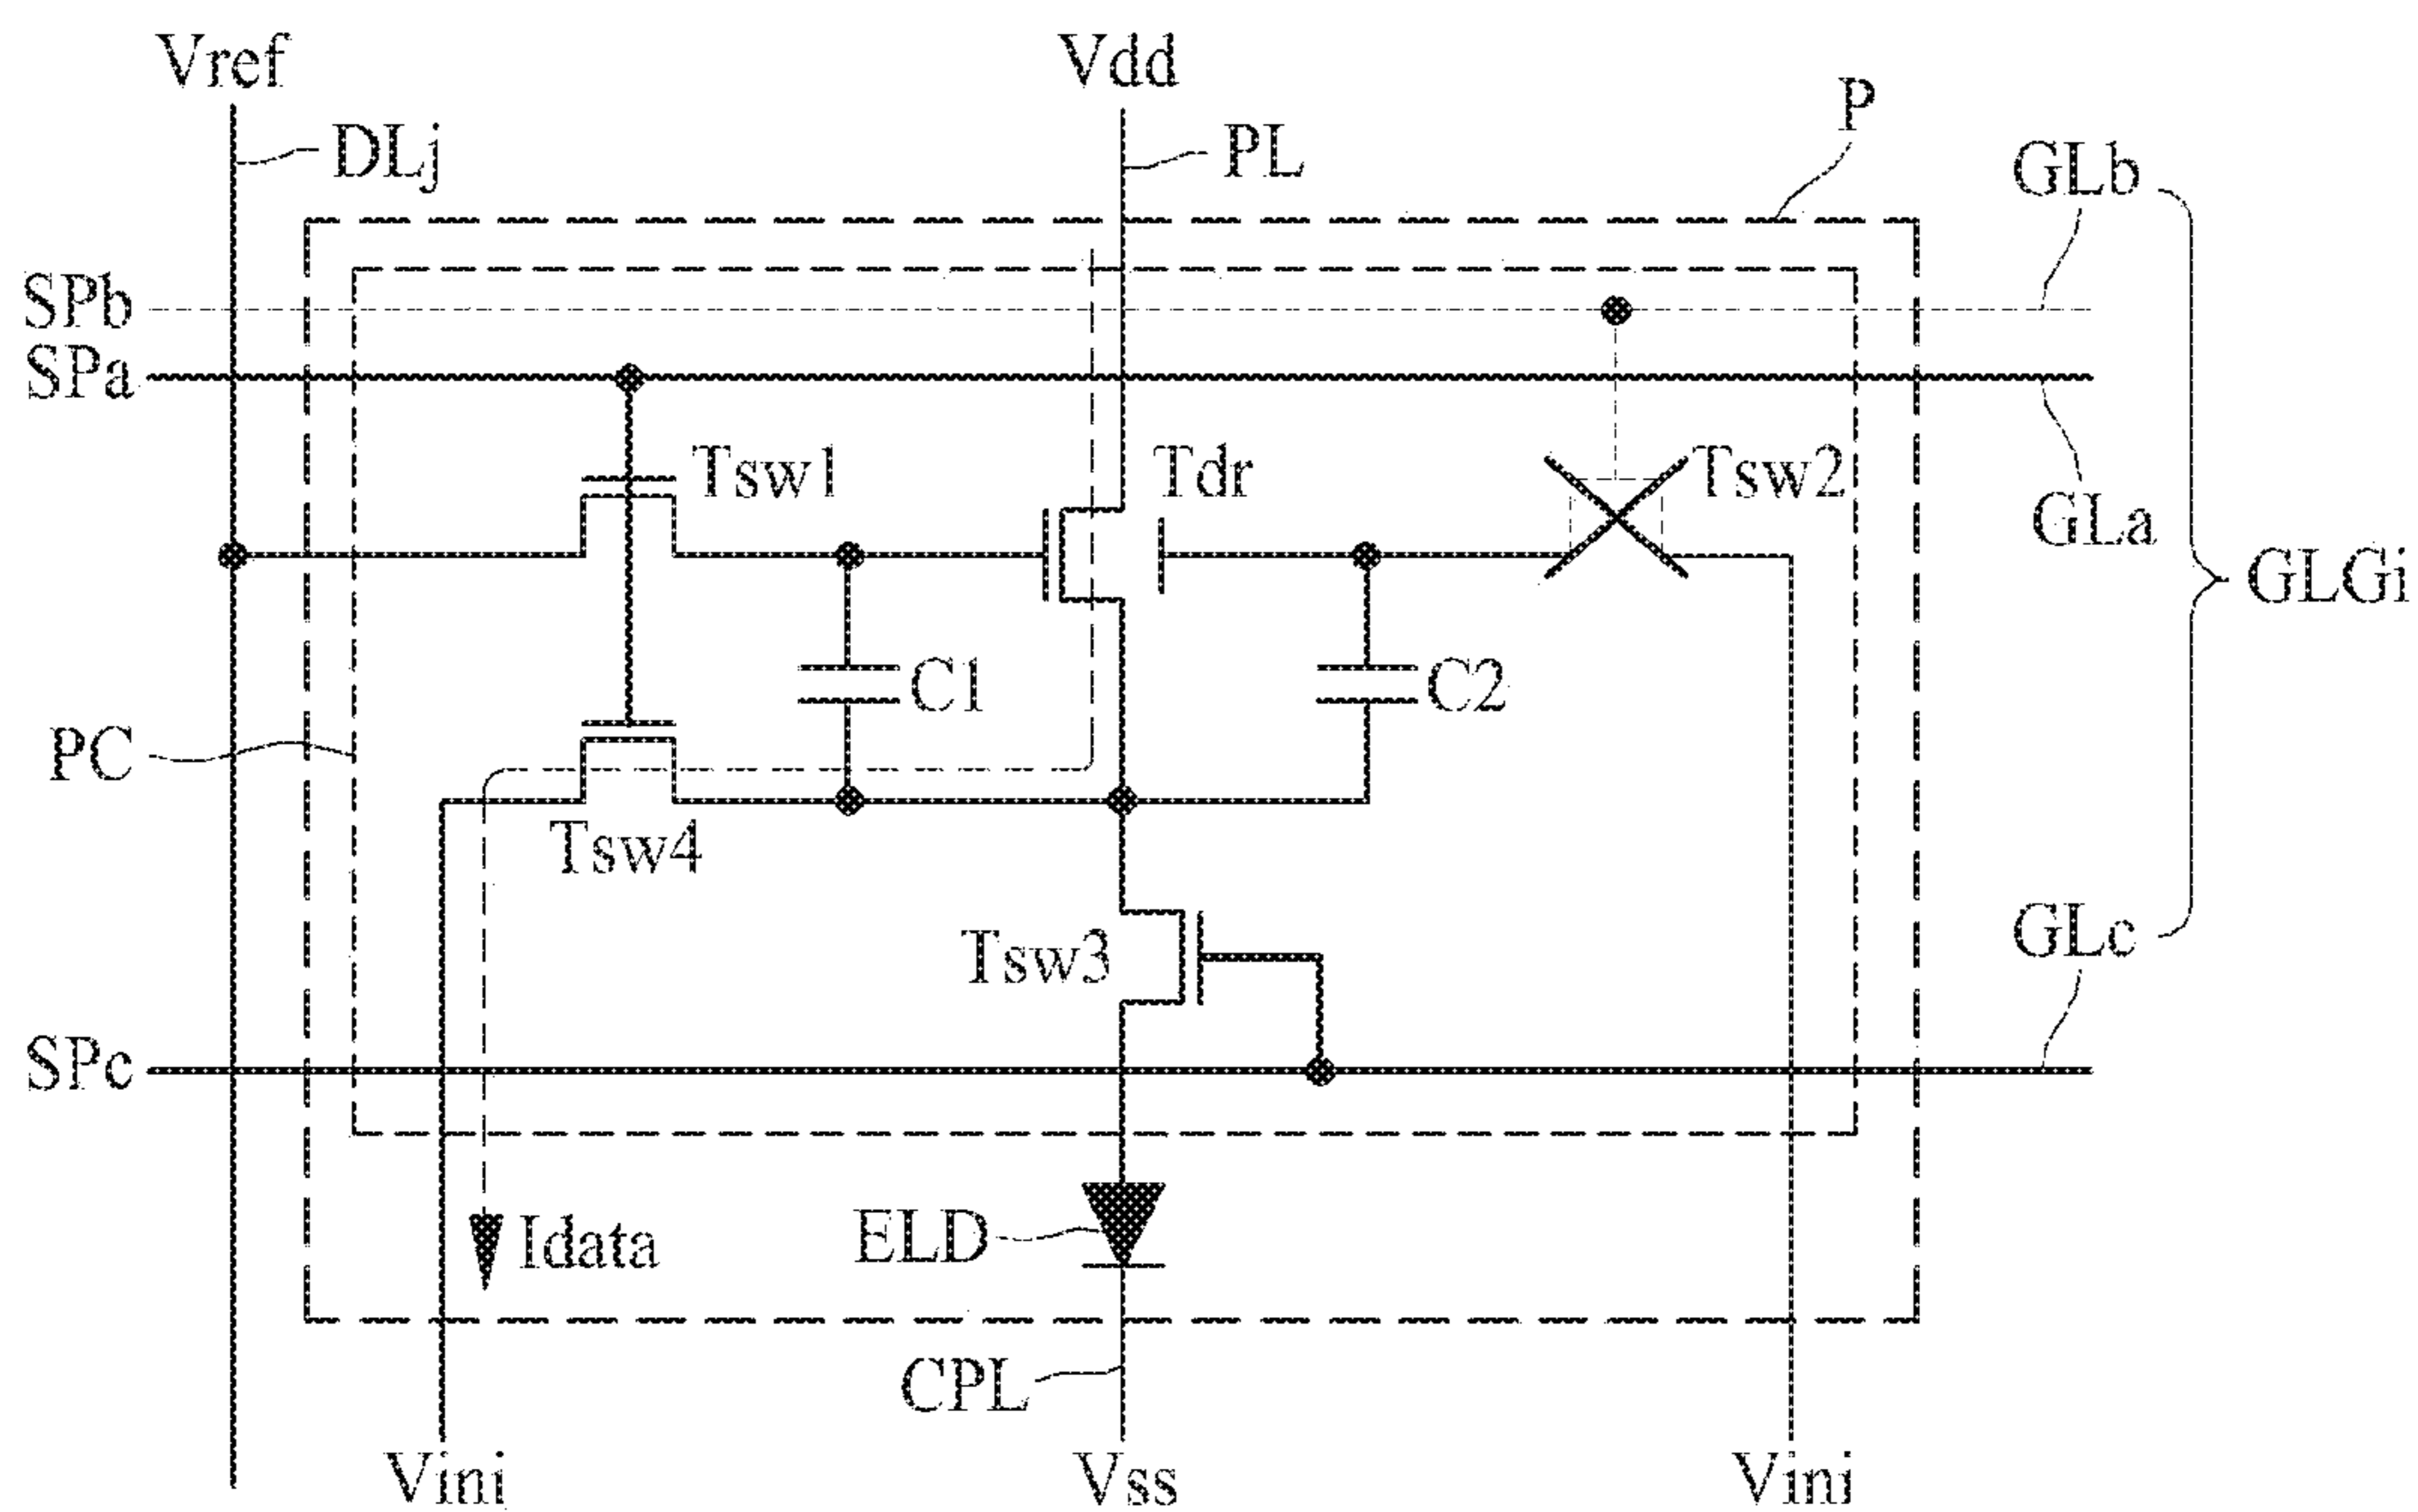 Vref
Vdd
P
DLj
PL
GLb
SPb
SPa
Tsw1
Tdr
Tsw2
GLa
GLGi
C1
C2
PC
Tsw4
Tsw3
GLc
SPc
ELD
Idata
CPL
Vini
Vss
Vini